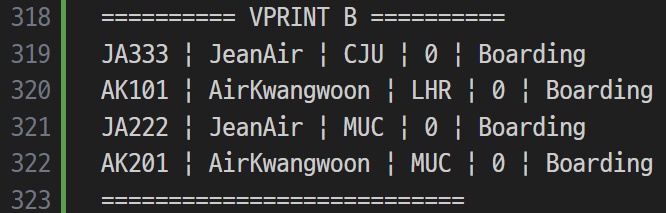 318 ========== VPRINT B ==========
319 JA333 ¦ JeanAir ¦ CJU ¦ 0 ¦ Boarding
320 AK101 ¦ AirKwangwoon ¦ LHR ¦ 0 ¦ Boarding
321 JA222 ¦ JeanAir ¦ MUC ¦ 0 ¦ Boarding
322 AK201 ¦ AirKwangwoon ¦ MUC ¦ 0 ¦ Boarding
323 ===========================